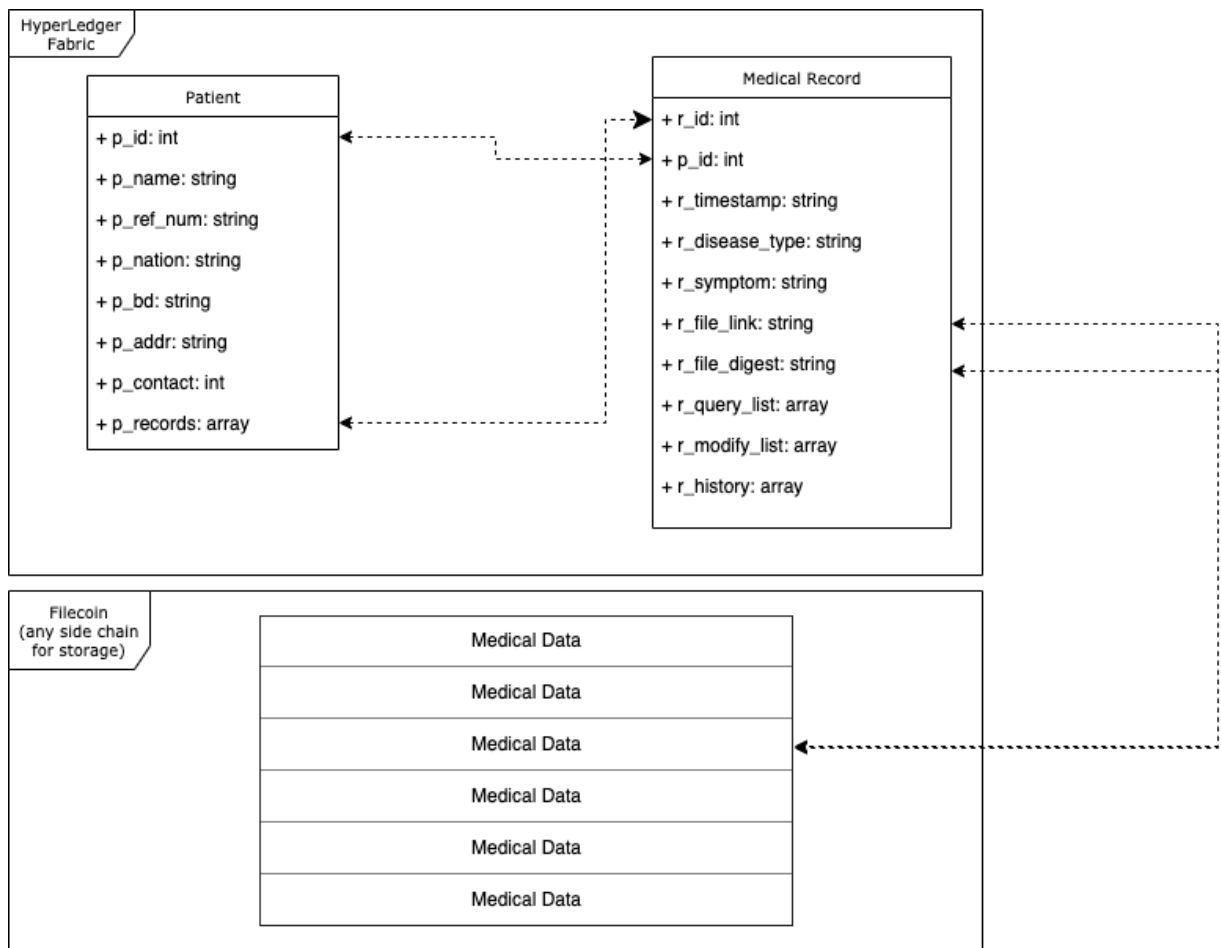 HyperLedger
Fabric
Patient
+ p_id: int
+ p_name: string
+ p_ref_num: string
+ p_nation: string
+ p_bd: string
+ p_addr: string
+ p_contact: int
+ p_records: array
Medical Record
+ r_id: int
+ p_id: int
+ r_timestamp: string
+ r_disease_type: string
+ r_symptom: string
+ r_file_link: string
+ r_file_digest: string
+ r_query_list: array
+ r_modify_list: array
+ r_history: array
Filecoin
(any side chain
for storage)
Medical Data
Medical Data
Medical Data
Medical Data
Medical Data
Medical Data